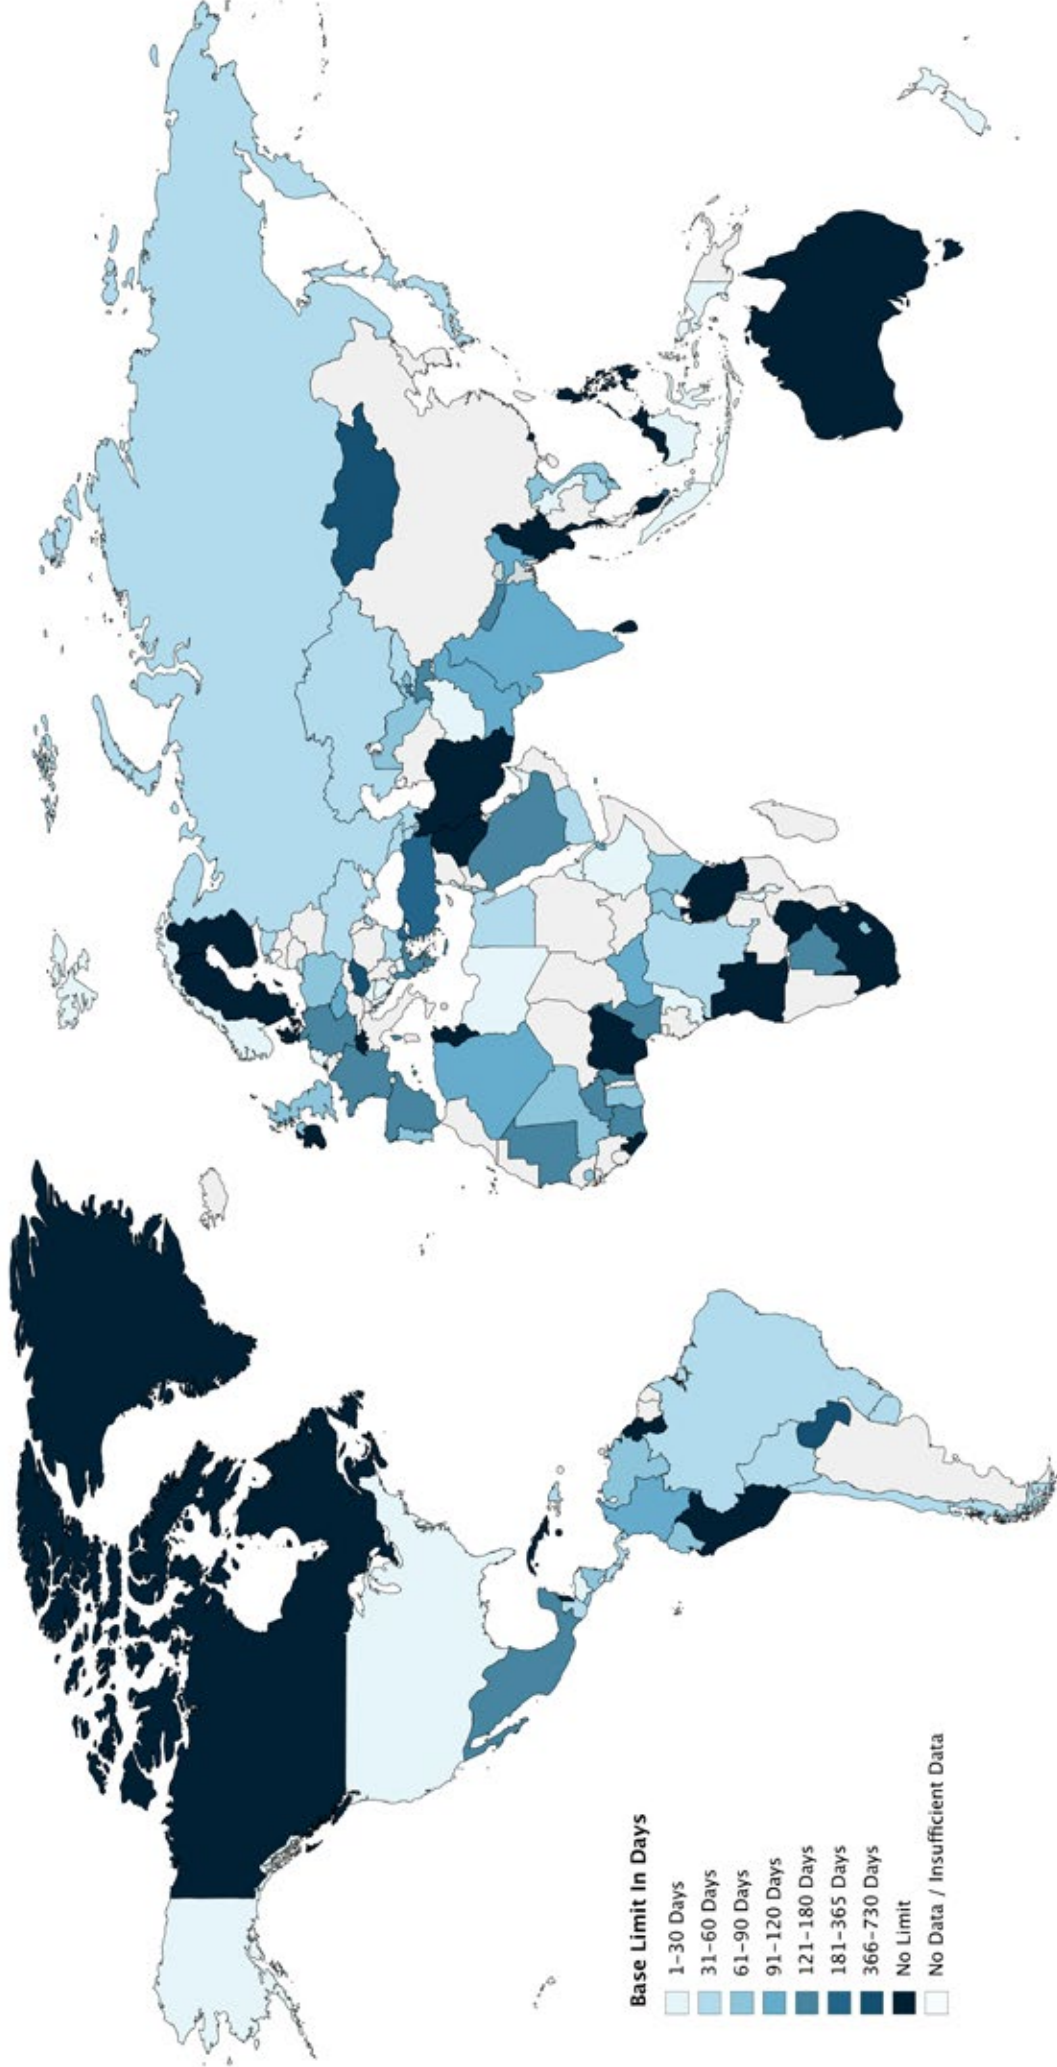 Base Limit In Days
1–30 Days
31–60 Days
61–90 Days
91–120 Days
121–180 Days
181–365 Days
366–730 Days
No Limit
No Data / Insufficient Data